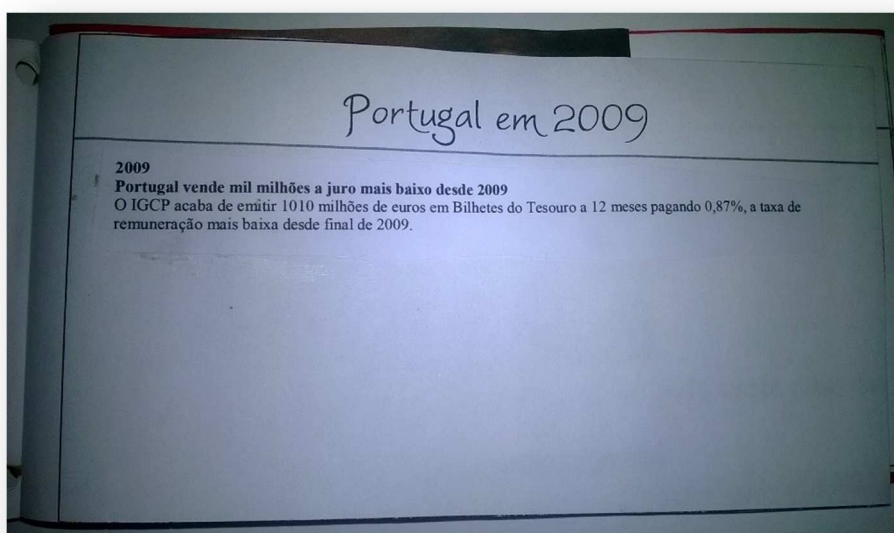 Portugal em 2009
2009
Portugal vende mil milhões a juro mais baixo desde 2009
O IGCP acaba de emitir 1010 milhões de euros em Bilhetes do Tesouro a 12 meses pagando 0,87%, a taxa de
remuneração mais baixa desde final de 2009.